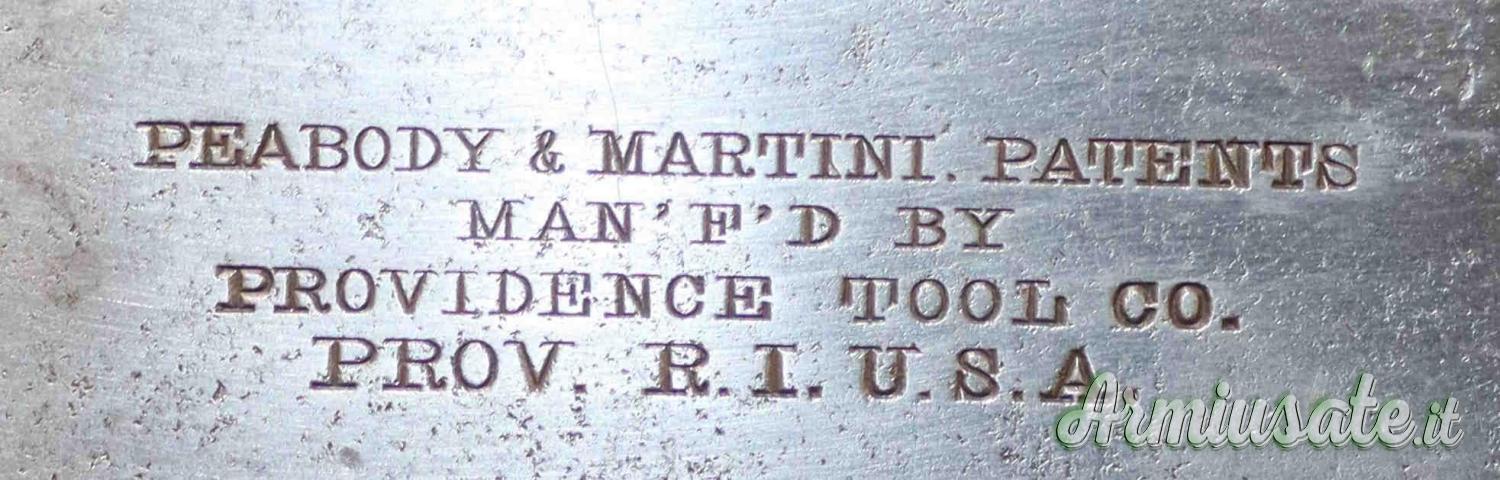 PEABODY & MARTINI. PATENTS
MAN'F'D BY
PROVIDENCE TOOL CO.
PROV. R.I.U.S.A.
Armiusate.it